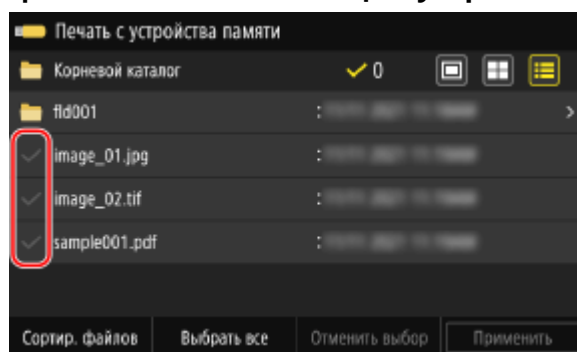 Печать с устройства памяти
Корневой каталог 0
fld001 :
image_01.jpg :
image_02.tif :
sample001.pdf :
Сортир. файлов Выбрать все Отменить выбор Применить